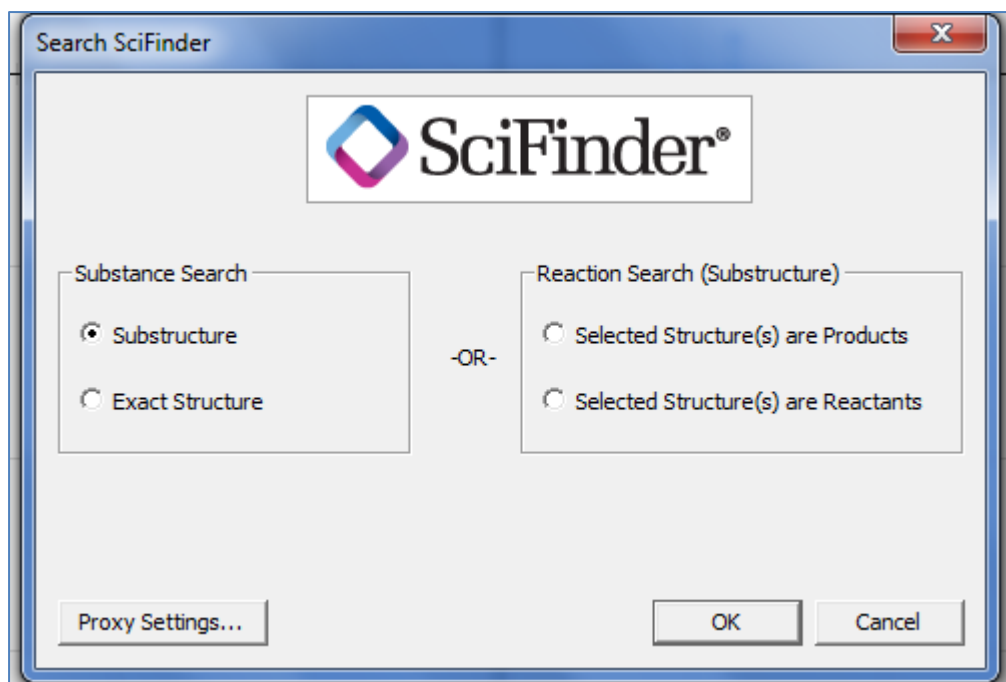 Search SciFinder
SciFinder®
Substance Search
Substructure
Exact Structure
-OR-
Reaction Search (Substructure)
Selected Structure(s) are Products
Selected Structure(s) are Reactants
Proxy Settings...
OK
Cancel